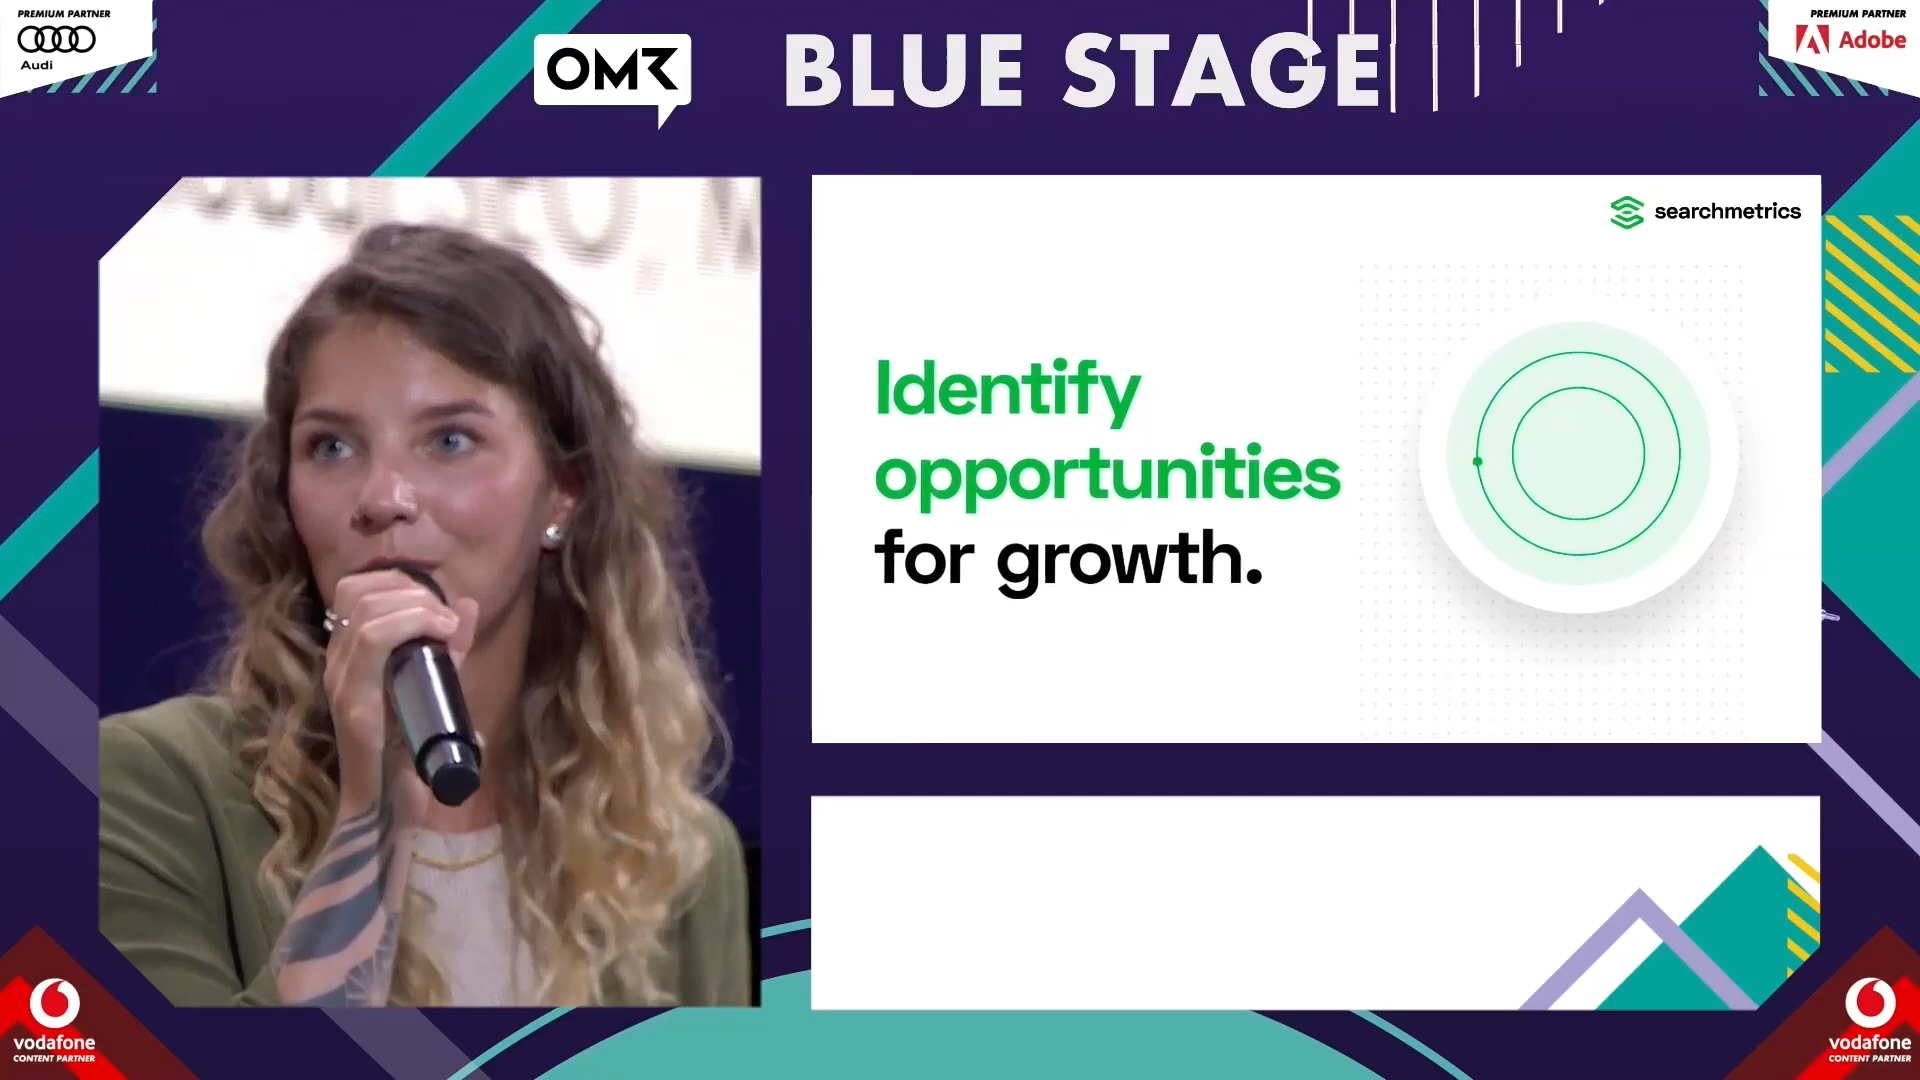 PREMIUM PARTNER
Audi
OMR
BLUE STAGE
PREMIUM PARTNER
Adobe
searchmetrics
Identify
opportunities
for growth.
vodafone
CONTENT PARTNER
vodafone
CONTENT PARTNER